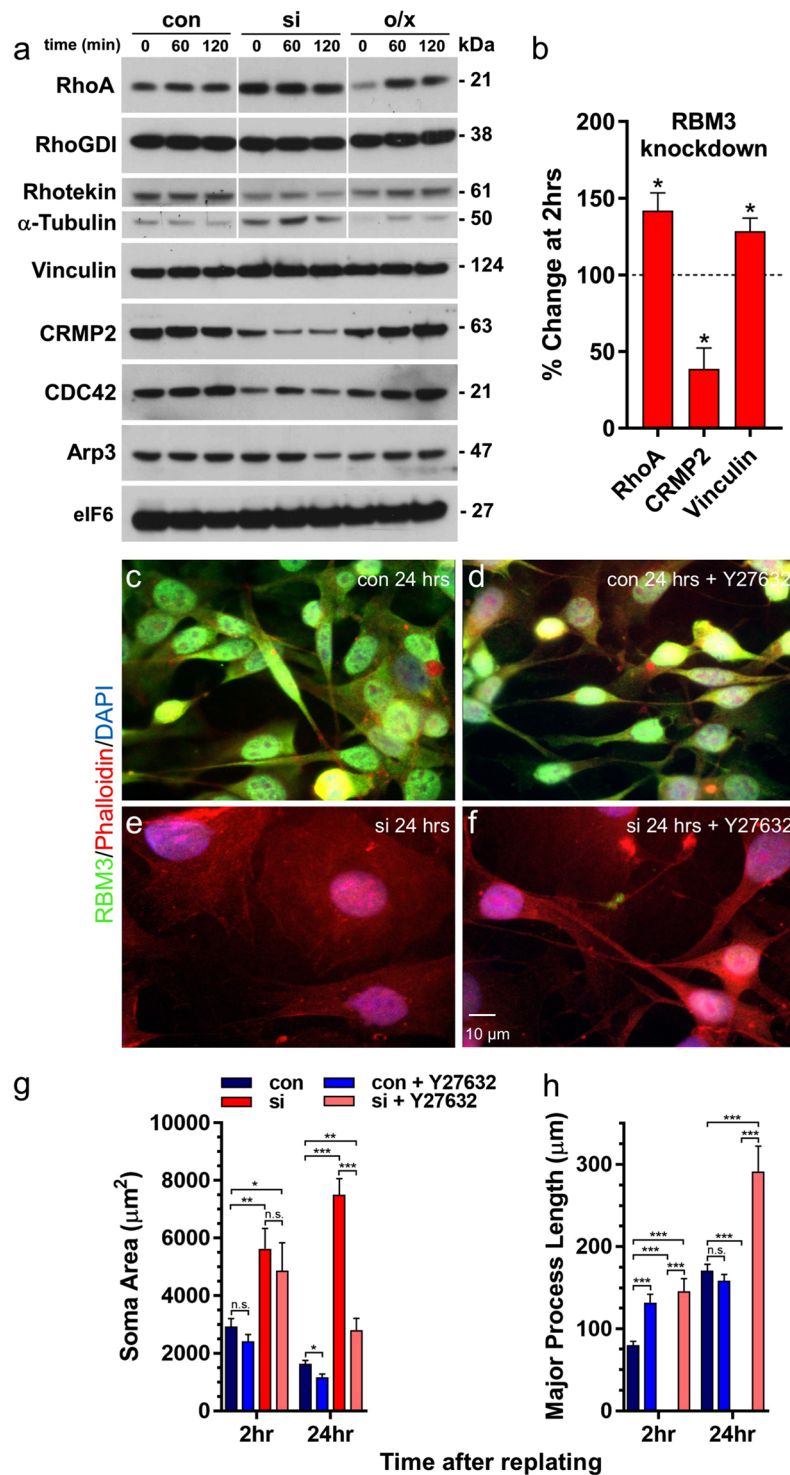 a
con si o/x
time (min) 0 60 120 0 60 120 0 60 120 kDa
RhoA - 21
RhoGDI - 38
Rhotekin - 61
α-Tubulin - 50
Vinculin - 124
CRMP2 - 63
CDC42 - 21
Arp3 - 47
eIF6 - 27
b
RBM3
knockdown
% Change at 2hrs
200
150
100
50
0
* * *
RhoA CRMP2 Vinculin
RBM3/Phalloidin/DAPI
c con 24 hrs
d con 24 hrs + Y27632
e si 24 hrs
f si 24 hrs + Y27632
10 µm
g
con con + Y27632
si si + Y27632
Soma Area (µm²)
10000
8000
6000
4000
2000
0
n.s. ** * n.s.
* *** ** ***
2hr 24hr
h
Major Process Length (µm)
300
250
200
150
100
50
0
*** *** *** ***
n.s. *** *** ***
2hr 24hr
Time after replating